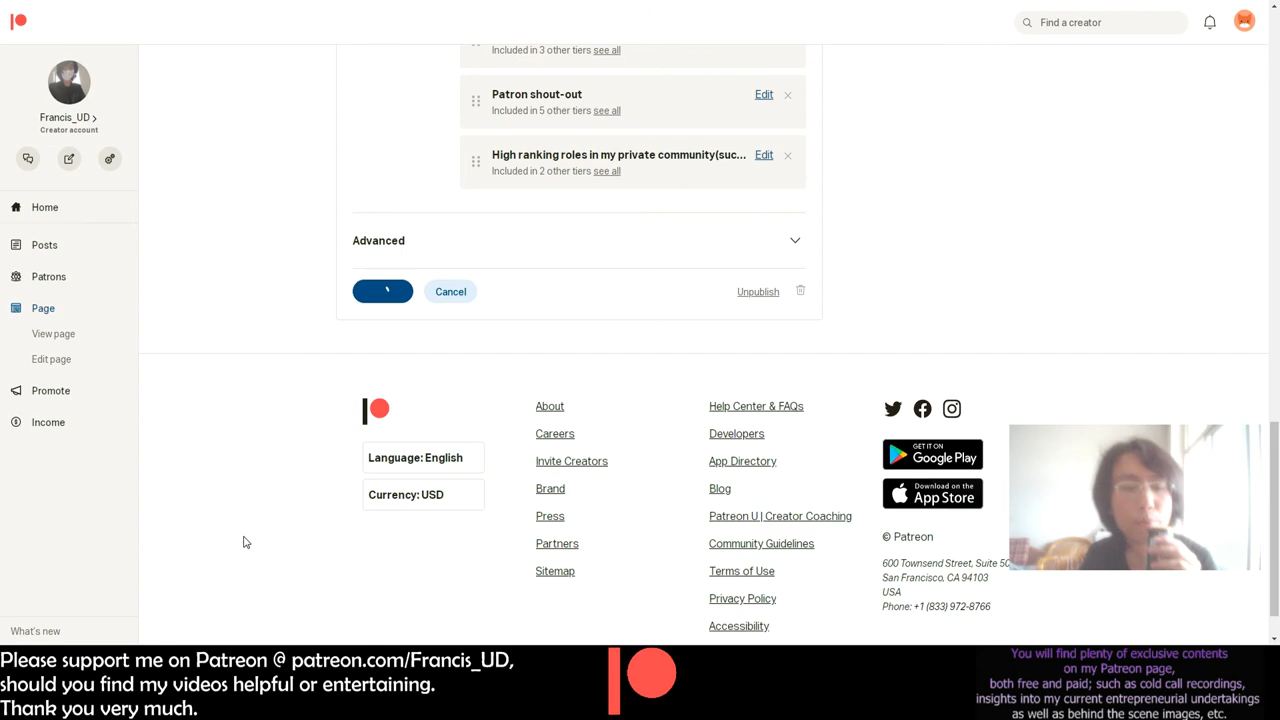 Find a creator
Francis_UD
Creator account
Home
Posts
Patrons
Page
View page
Edit page
Promote
Income
What's new
Included in 3 other tiers see all
Patron shout-out
Edit
Included in 5 other tiers see all
High ranking roles in my private community(suc...
Edit
Included in 2 other tiers see all
Advanced
Cancel
Unpublish
Language: English
Currency: USD
About
Careers
Invite Creators
Brand
Press
Partners
Sitemap
Help Center & FAQs
Developers
App Directory
Blog
Patreon U | Creator Coaching
Community Guidelines
Terms of Use
Privacy Policy
Accessibility
GET IT ON
Google Play
Download on the
App Store
© Patreon
600 Townsend Street, Suite
San Francisco, CA 94103
USA
Phone: +1 (833) 972-8766
Please support me on Patreon @ patreon.com/Francis_UD,
should you find my videos helpful or entertaining.
Thank you very much.
You will find plenty of exclusive contents
on my Patreon page,
both free and paid; such as cold call recordings,
insights into my current entrepreneurial undertakings
as well as behind the scene images, etc.